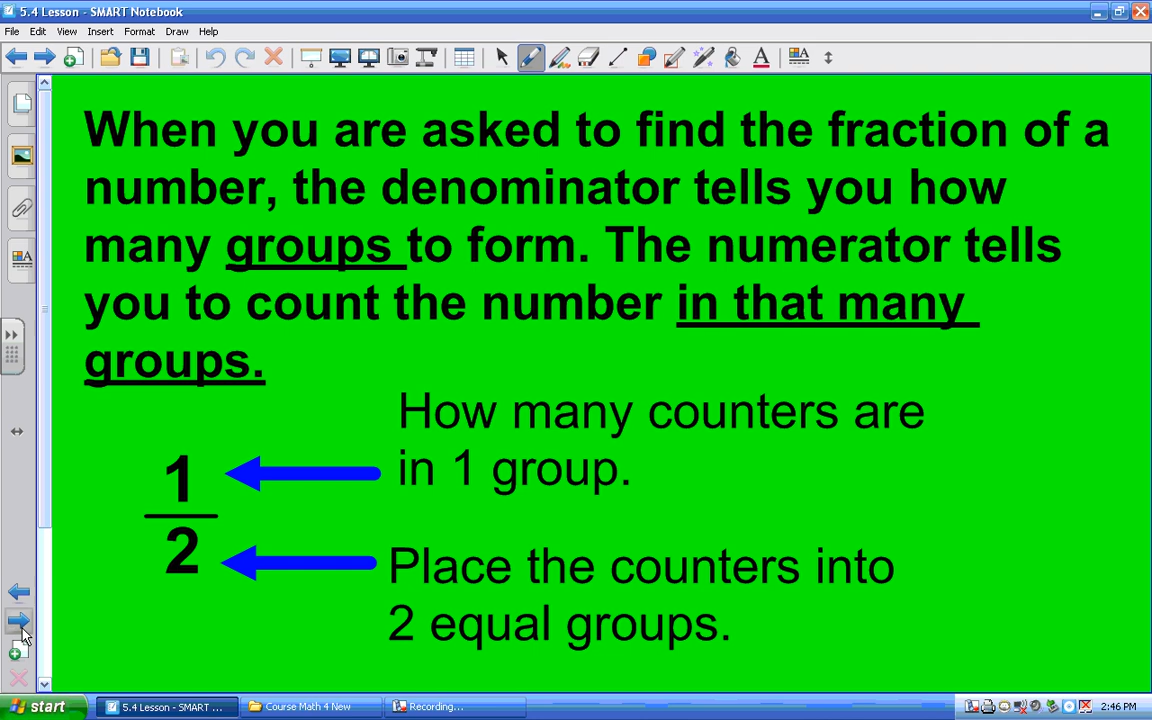 5.4 Lesson - SMART Notebook
File Edit View Insert Format Draw Help
When you are asked to find the fraction of a
number, the denominator tells you how
many groups to form. The numerator tells
you to count the number in that many
groups.
How many counters are
in 1 group.
1
2
Place the counters into
2 equal groups.
start 5.4 Lesson - SMART ... Course Math 4 New Recording... 2:46 PM